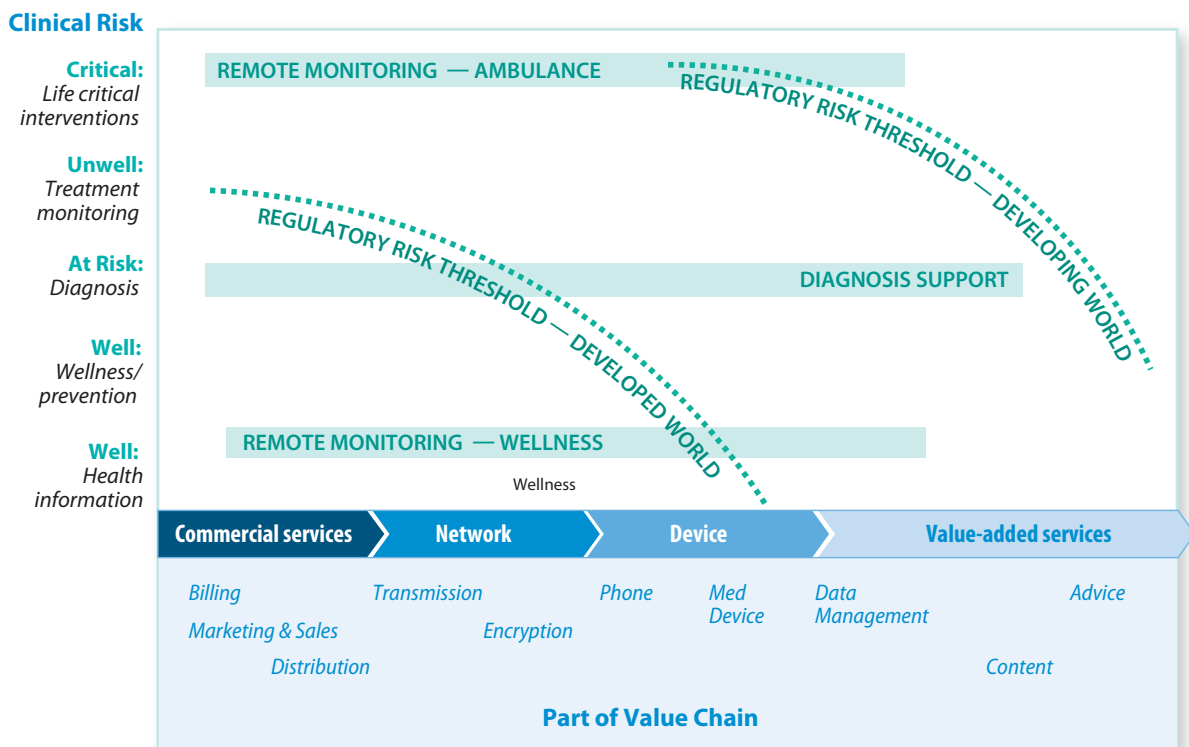 Clinical Risk
Critical:
Life critical
interventions
Unwell:
Treatment
monitoring
At Risk:
Diagnosis
Well:
Wellness/
prevention
Well:
Health
information
REMOTE MONITORING — AMBULANCE
REGULATORY RISK THRESHOLD — DEVELOPING WORLD
REGULATORY RISK THRESHOLD — DEVELOPED WORLD
DIAGNOSIS SUPPORT
REMOTE MONITORING — WELLNESS
Wellness
Commercial services
Network
Device
Value-added services
Billing
Transmission
Phone
Med
Device
Data
Management
Advice
Marketing & Sales
Encryption
Distribution
Content
Part of Value Chain